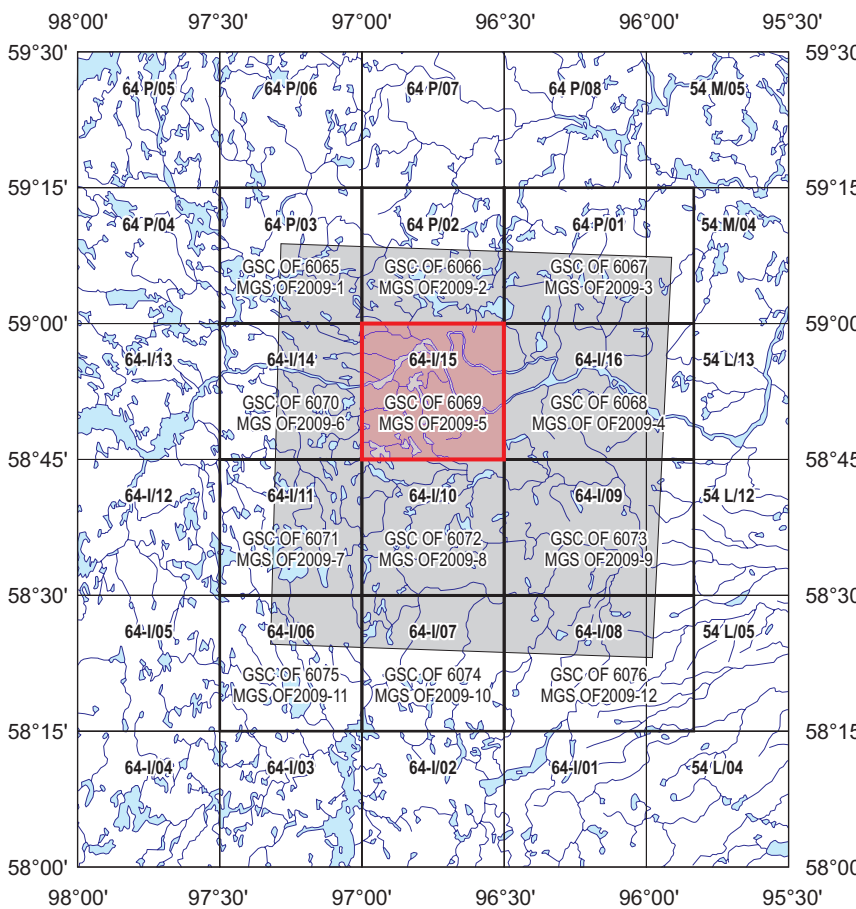 98°00' 97°30' 97°00' 96°30' 96°00' 95°30'
59°30' 59°30'
64 P/05 64 P/06 64 P/07 64 P/08 54 M/05
59°15' 59°15'
64 P/04 64 P/03 64 P/02 64 P/01 54 M/04
GSC OF 6065 GSC OF 6066 GSC OF 6067
MGS OF2009-1 MGS OF2009-2 MGS OF2009-3
59°00' 59°00'
64-I/13 64-I/14 64-I/15 64-I/16 54 L/13
GSC OF 6070 GSC OF 6069 GSC OF 6068
MGS OF2009-6 MGS OF2009-5 MGS OF OF2009-4
58°45' 58°45'
64-I/12 64-I/11 64-I/10 64-I/09 54 L/12
GSC OF 6071 GSC OF 6072 GSC OF 6073
MGS OF2009-7 MGS OF2009-8 MGS OF2009-9
58°30' 58°30'
64-I/05 64-I/06 64-I/07 64-I/08 54 L/05
GSC OF 6075 GSC OF 6074 GSC OF 6076
MGS OF2009-11 MGS OF2009-10 MGS OF2009-12
58°15' 58°15'
64-I/04 64-I/03 64-I/02 64-I/01 54 L/04
58°00' 58°00'
98°00' 97°30' 97°00' 96°30' 96°00' 95°30'